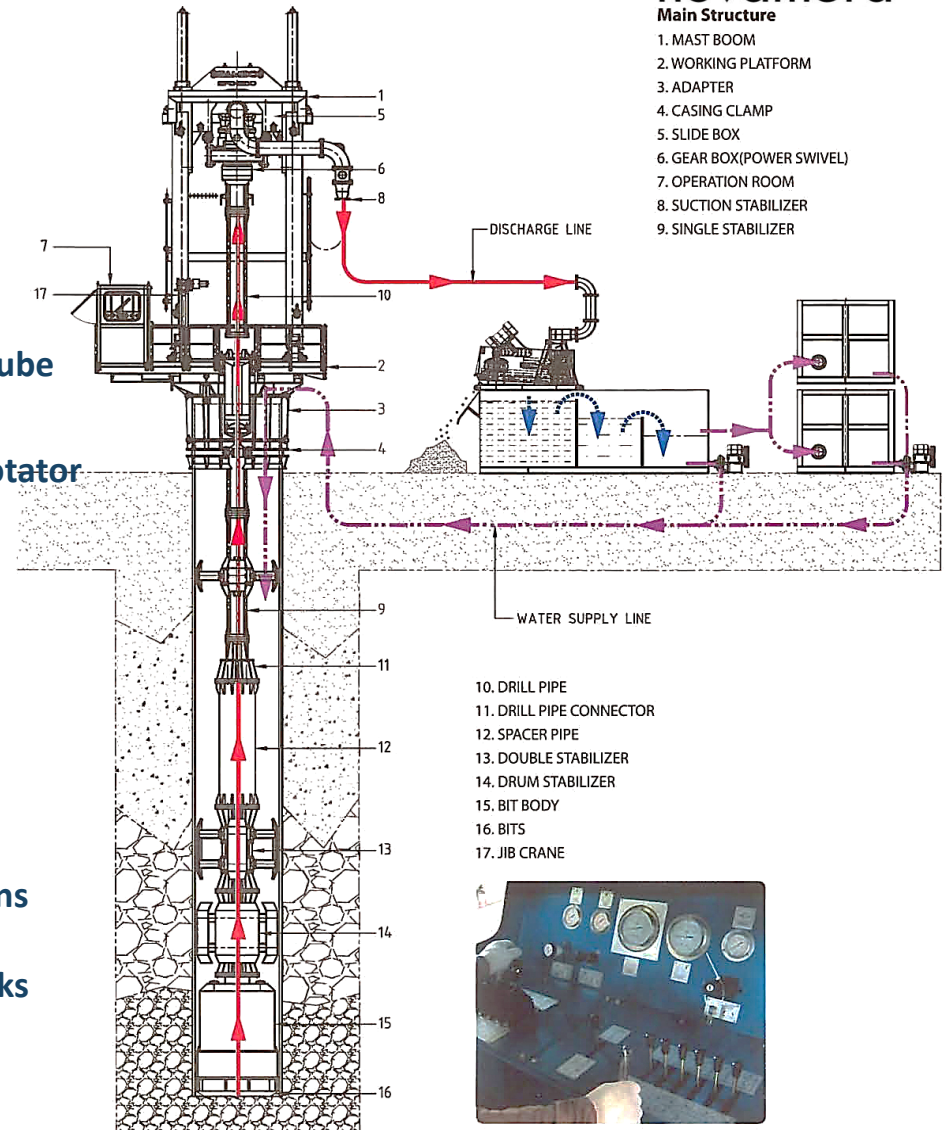 Main Structure
1. MAST BOOM
2. WORKING PLATFORM
3. ADAPTER
4. CASING CLAMP
5. SLIDE BOX
6. GEAR BOX(POWER SWIVEL)
7. OPERATION ROOM
8. SUCTION STABILIZER
9. SINGLE STABILIZER
1
5
6
8
7
DISCHARGE LINE
17
10
ube
2
3
4
otator
9
WATER SUPPLY LINE
11
10. DRILL PIPE
11. DRILL PIPE CONNECTOR
12. SPACER PIPE
13. DOUBLE STABILIZER
14. DRUM STABILIZER
15. BIT BODY
16. BITS
17. JIB CRANE
12
13
ns
14
ks
15
16